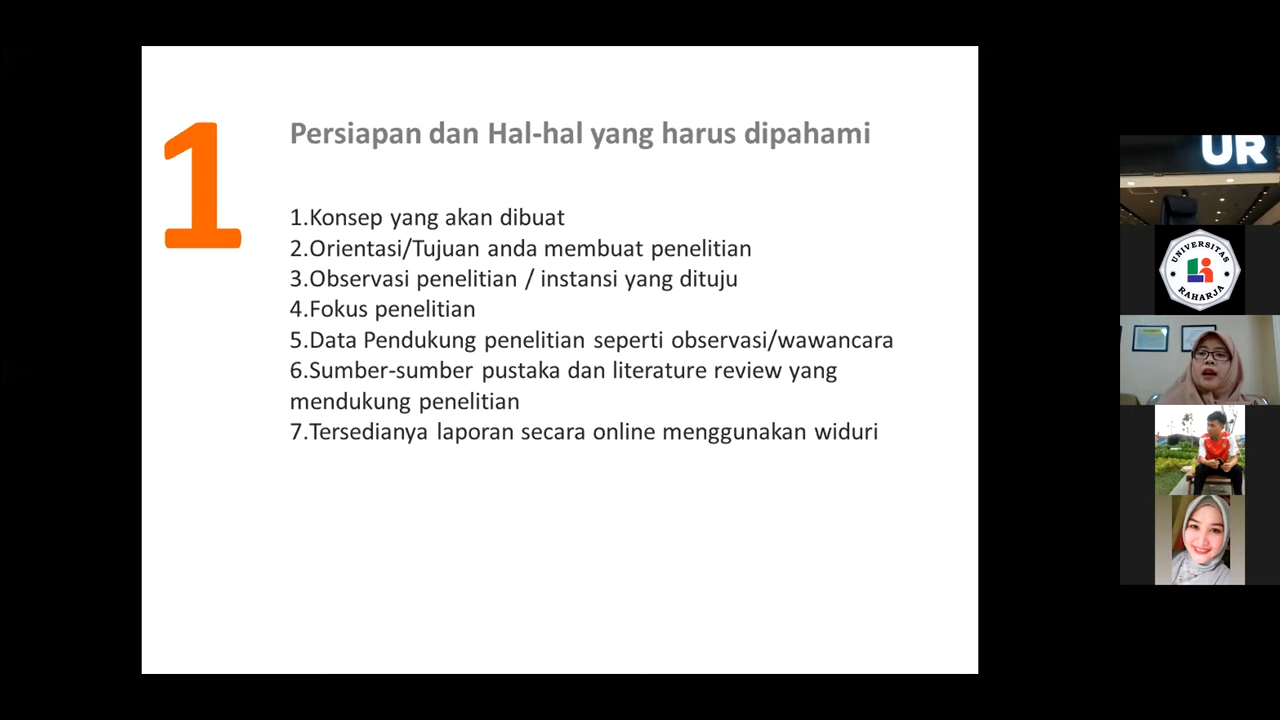 1
Persiapan dan Hal-hal yang harus dipahami
1.Konsep yang akan dibuat
2.Orientasi/Tujuan anda membuat penelitian
3.Observasi penelitian / instansi yang dituju
4.Fokus penelitian
5.Data Pendukung penelitian seperti observasi/wawancara
6.Sumber-sumber pustaka dan literature review yang
mendukung penelitian
7.Tersedianya laporan secara online menggunakan widuri
UR
UNIVERSITAS
RAHARJA